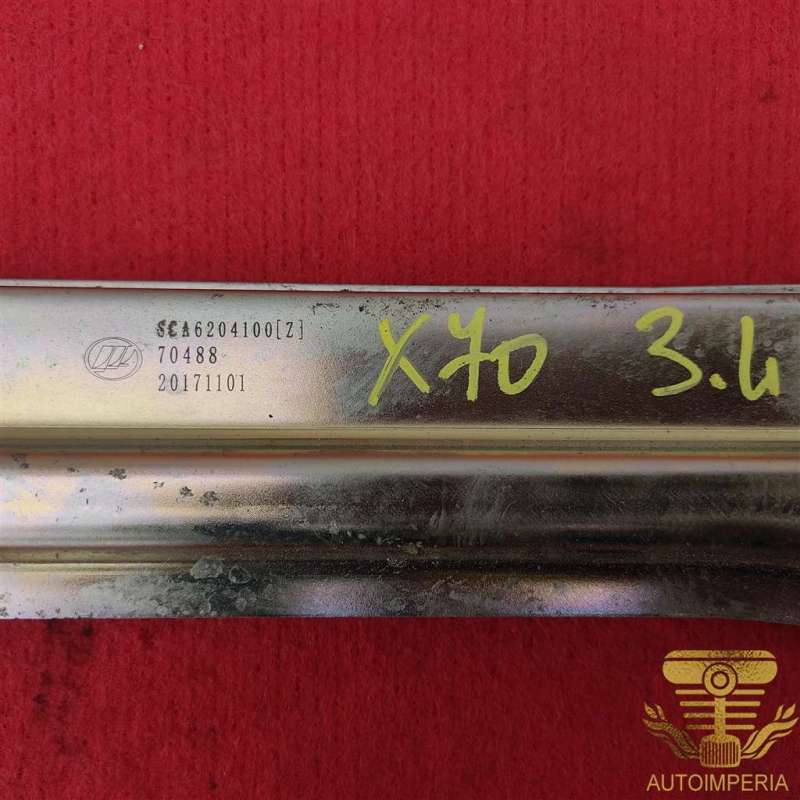 SCA6204100[Z]
70488
20171101
X70 3.4
AUTOIMPERIA